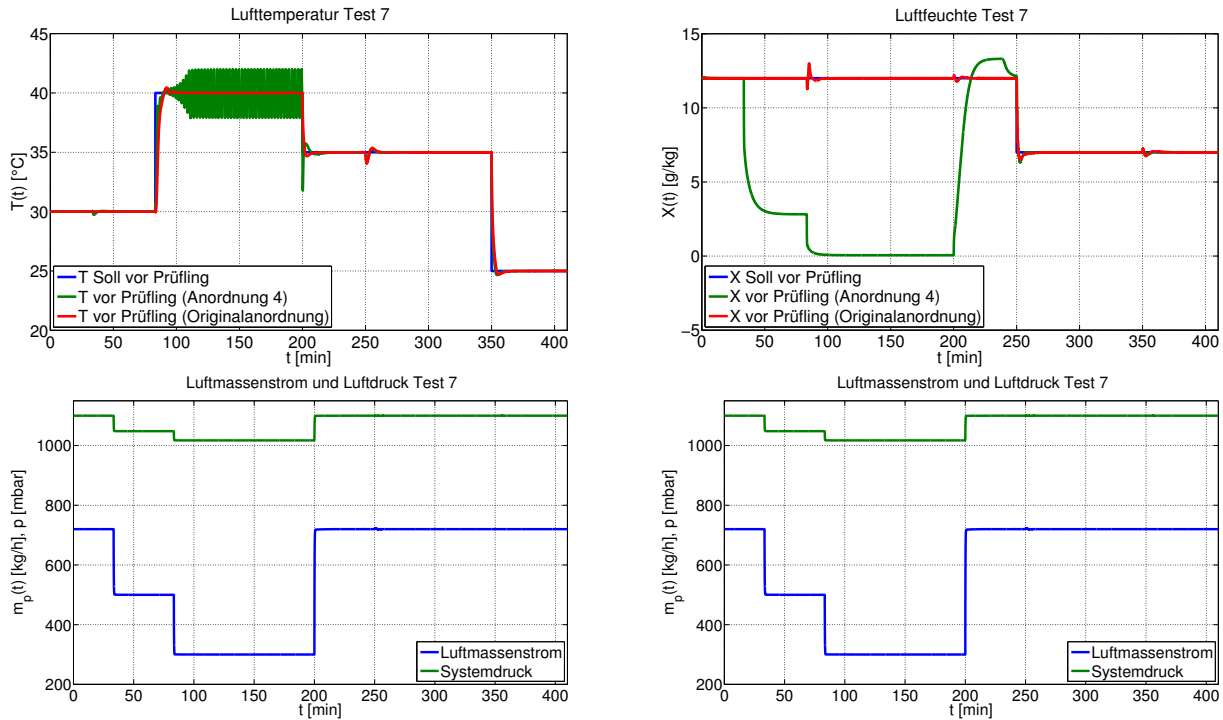 Lufttemperatur Test 7
45
40
35
30
25
20
T(t) [°C]
0
50
100
150
200
250
300
350
400
t [min]
T Soll vor Prüfling
T vor Prüfling (Anordnung 4)
T vor Prüfling (Originalanordnung)
Luftfeuchte Test 7
15
10
5
0
−5
X(t) [g/kg]
0
50
100
150
200
250
300
350
400
t [min]
X Soll vor Prüfling
X vor Prüfling (Anordnung 4)
X vor Prüfling (Originalanordnung)
Luftmassenstrom und Luftdruck Test 7
1000
800
600
400
200
m_p(t) [kg/h], p [mbar]
0
50
100
150
200
250
300
350
400
t [min]
Luftmassenstrom
Systemdruck
Luftmassenstrom und Luftdruck Test 7
1000
800
600
400
200
m_p(t) [kg/h], p [mbar]
0
50
100
150
200
250
300
350
400
t [min]
Luftmassenstrom
Systemdruck